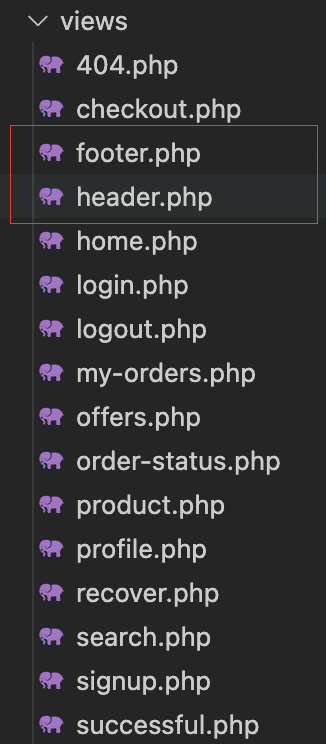 views
404.php
checkout.php
footer.php
header.php
home.php
login.php
logout.php
my-orders.php
offers.php
order-status.php
product.php
profile.php
recover.php
search.php
signup.php
successful.php